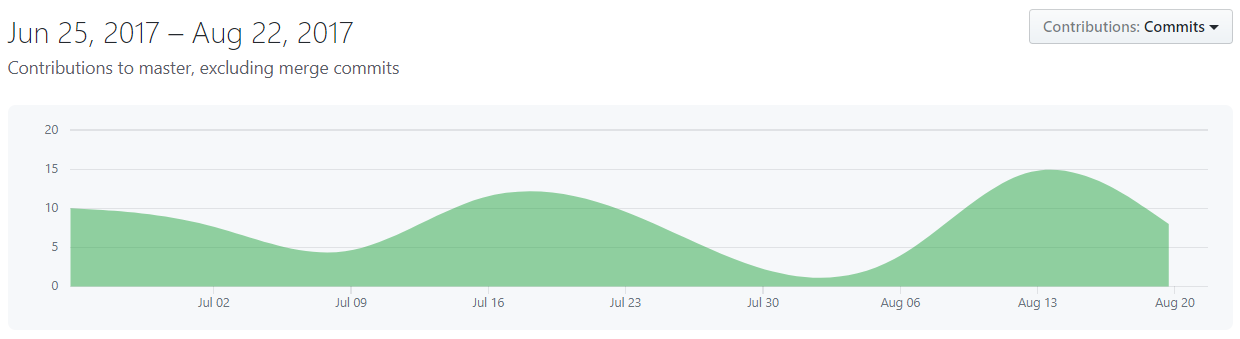 Jun 25, 2017 – Aug 22, 2017
Contributions: Commits
Contributions to master, excluding merge commits
20
15
10
5
0
Jul 02 Jul 09 Jul 16 Jul 23 Jul 30 Aug 06 Aug 13 Aug 20